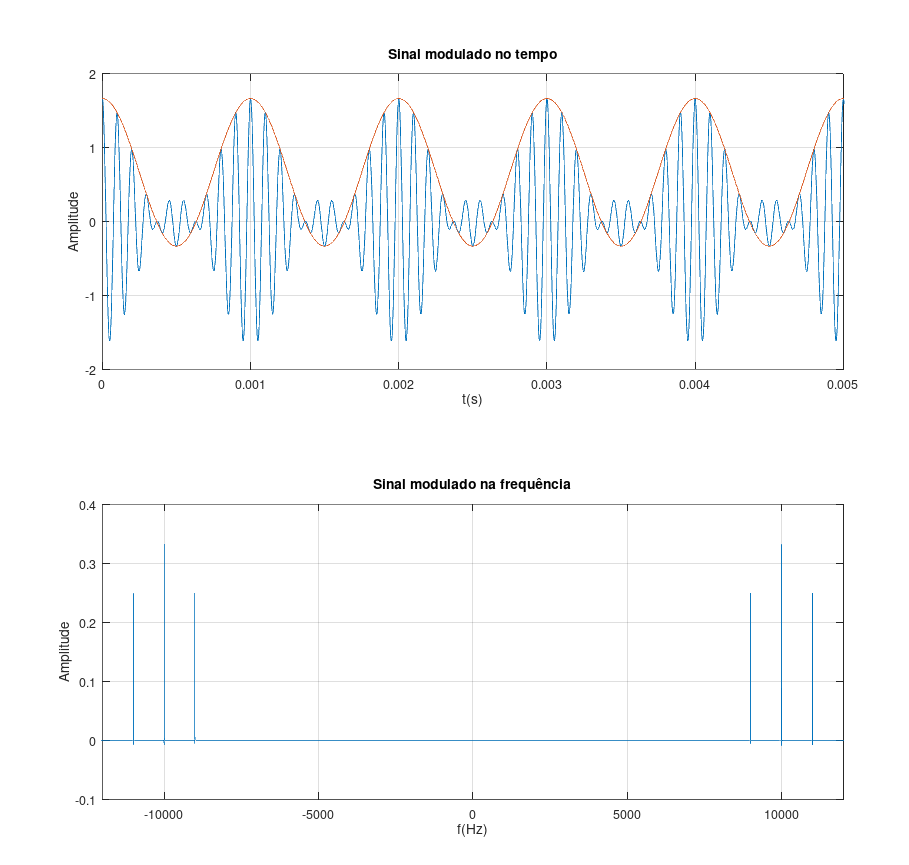 Sinal modulado no tempo
2
1
0
-1
-2
Amplitude
0 0.001 0.002 0.003 0.004 0.005
t(s)
Sinal modulado na frequência
0.4
0.3
0.2
0.1
0
-0.1
Amplitude
-10000 -5000 0 5000 10000
f(Hz)